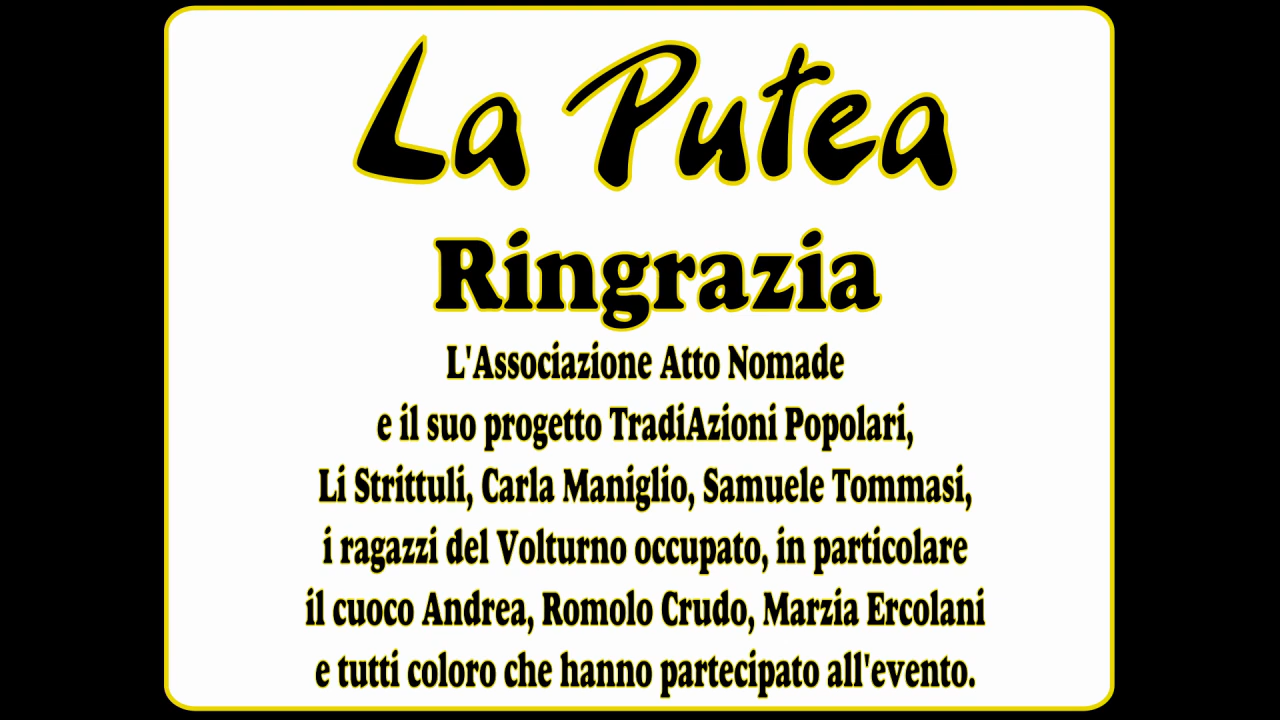 La Putea
Ringrazia
L'Associazione Atto Nomade
e il suo progetto TradiAzioni Popolari,
Li Strittuli, Carla Maniglio, Samuele Tommasi,
i ragazzi del Volturno occupato, in particolare
il cuoco Andrea, Romolo Crudo, Marzia Ercolani
e tutti coloro che hanno partecipato all'evento.